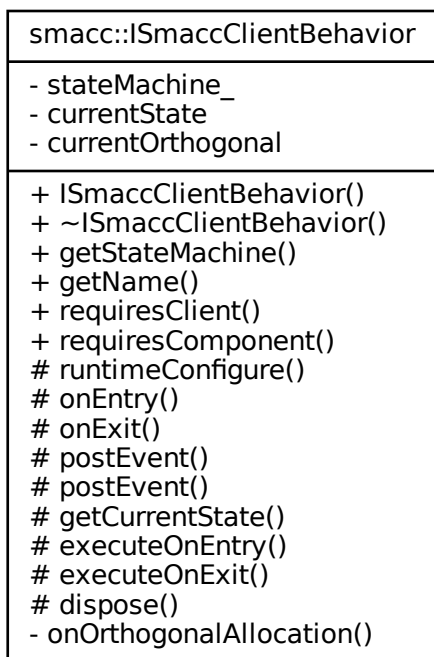 smacc::ISmaccClientBehavior
- stateMachine_
- currentState
- currentOrthogonal
+ ISmaccClientBehavior()
+ ~ISmaccClientBehavior()
+ getStateMachine()
+ getName()
+ requiresClient()
+ requiresComponent()
# runtimeConfigure()
# onEntry()
# onExit()
# postEvent()
# postEvent()
# getCurrentState()
# executeOnEntry()
# executeOnExit()
# dispose()
- onOrthogonalAllocation()